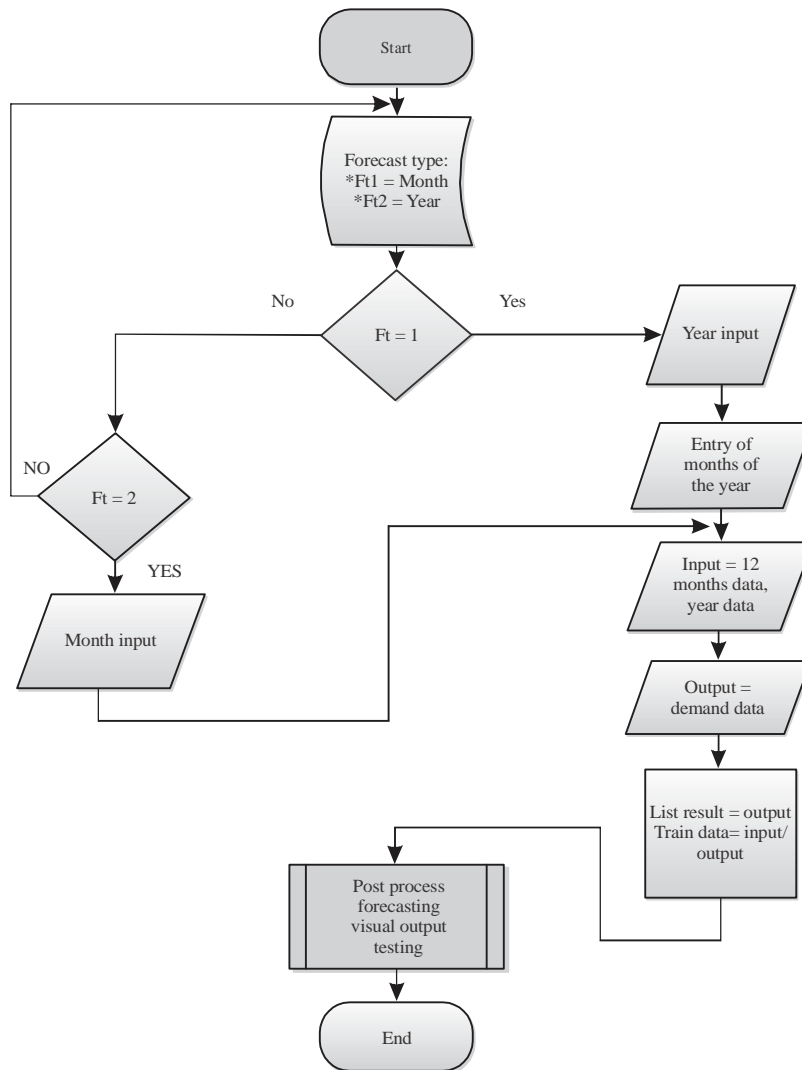 Start
Forecast type:
*Ft1 = Month
*Ft2 = Year
No
Yes
Ft = 1
Year input
Entry of
months of
the year
NO
Ft = 2
YES
Input = 12
months data,
year data
Month input
Output =
demand data
List result = output
Train data= input/
output
Post process
forecasting
visual output
testing
End